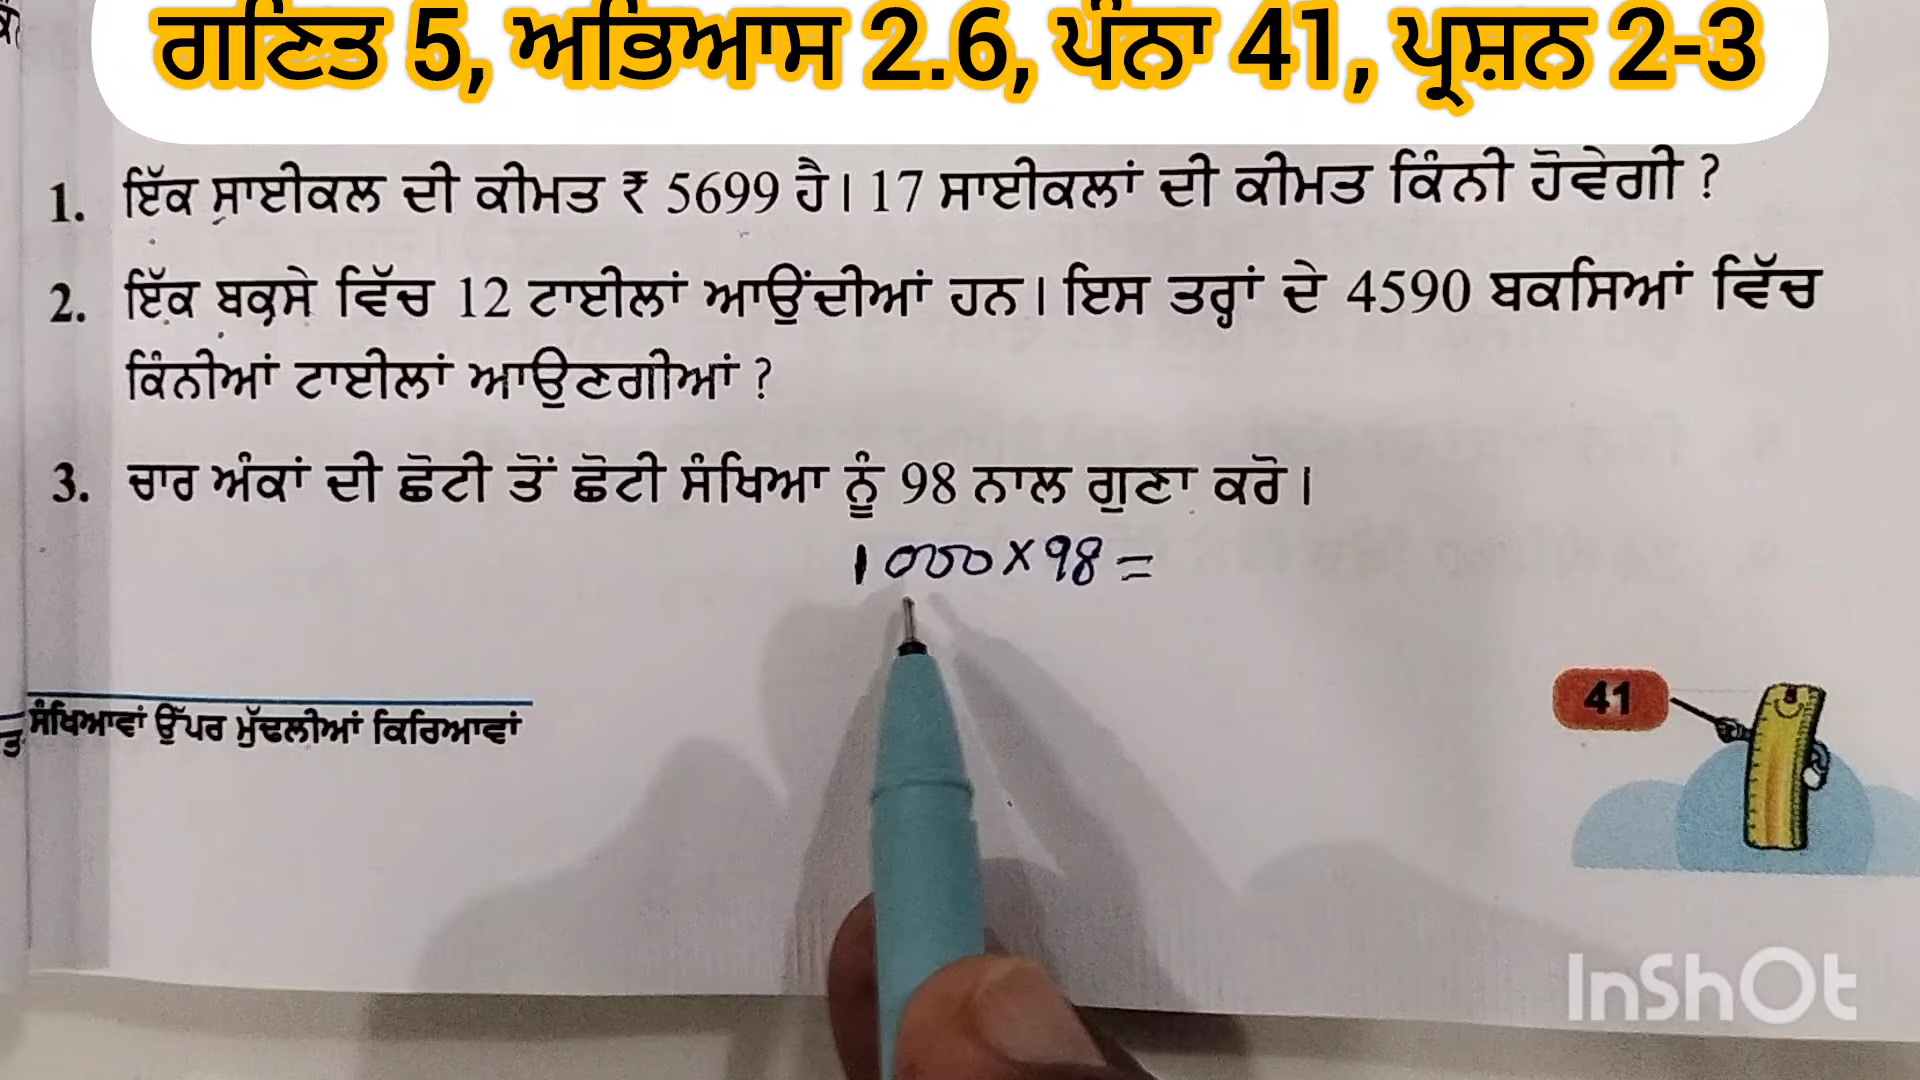 ਗਣਿਤ 5, ਅਭਿਆਸ 2.6, ਪੰਨਾ 41, ਪ੍ਰਸ਼ਨ 2-3
1. ਇੱਕ ਸਾਈਕਲ ਦੀ ਕੀਮਤ ₹ 5699 ਹੈ। 17 ਸਾਈਕਲਾਂ ਦੀ ਕੀਮਤ ਕਿੰਨੀ ਹੋਵੇਗੀ ?
2. ਇੱਕ ਬਕਸੇ ਵਿੱਚ 12 ਟਾਈਲਾਂ ਆਉਂਦੀਆਂ ਹਨ। ਇਸ ਤਰ੍ਹਾਂ ਦੇ 4590 ਬਕਸਿਆਂ ਵਿੱਚ
ਕਿੰਨੀਆਂ ਟਾਈਲਾਂ ਆਉਣਗੀਆਂ ?
3. ਚਾਰ ਅੰਕਾਂ ਦੀ ਛੋਟੀ ਤੋਂ ਛੋਟੀ ਸੰਖਿਆ ਨੂੰ 98 ਨਾਲ ਗੁਣਾ ਕਰੋ।
1000×98=
ਸੰਖਿਆਵਾਂ ਉੱਪਰ ਮੁੱਢਲੀਆਂ ਕਿਰਿਆਵਾਂ
41
InShOt